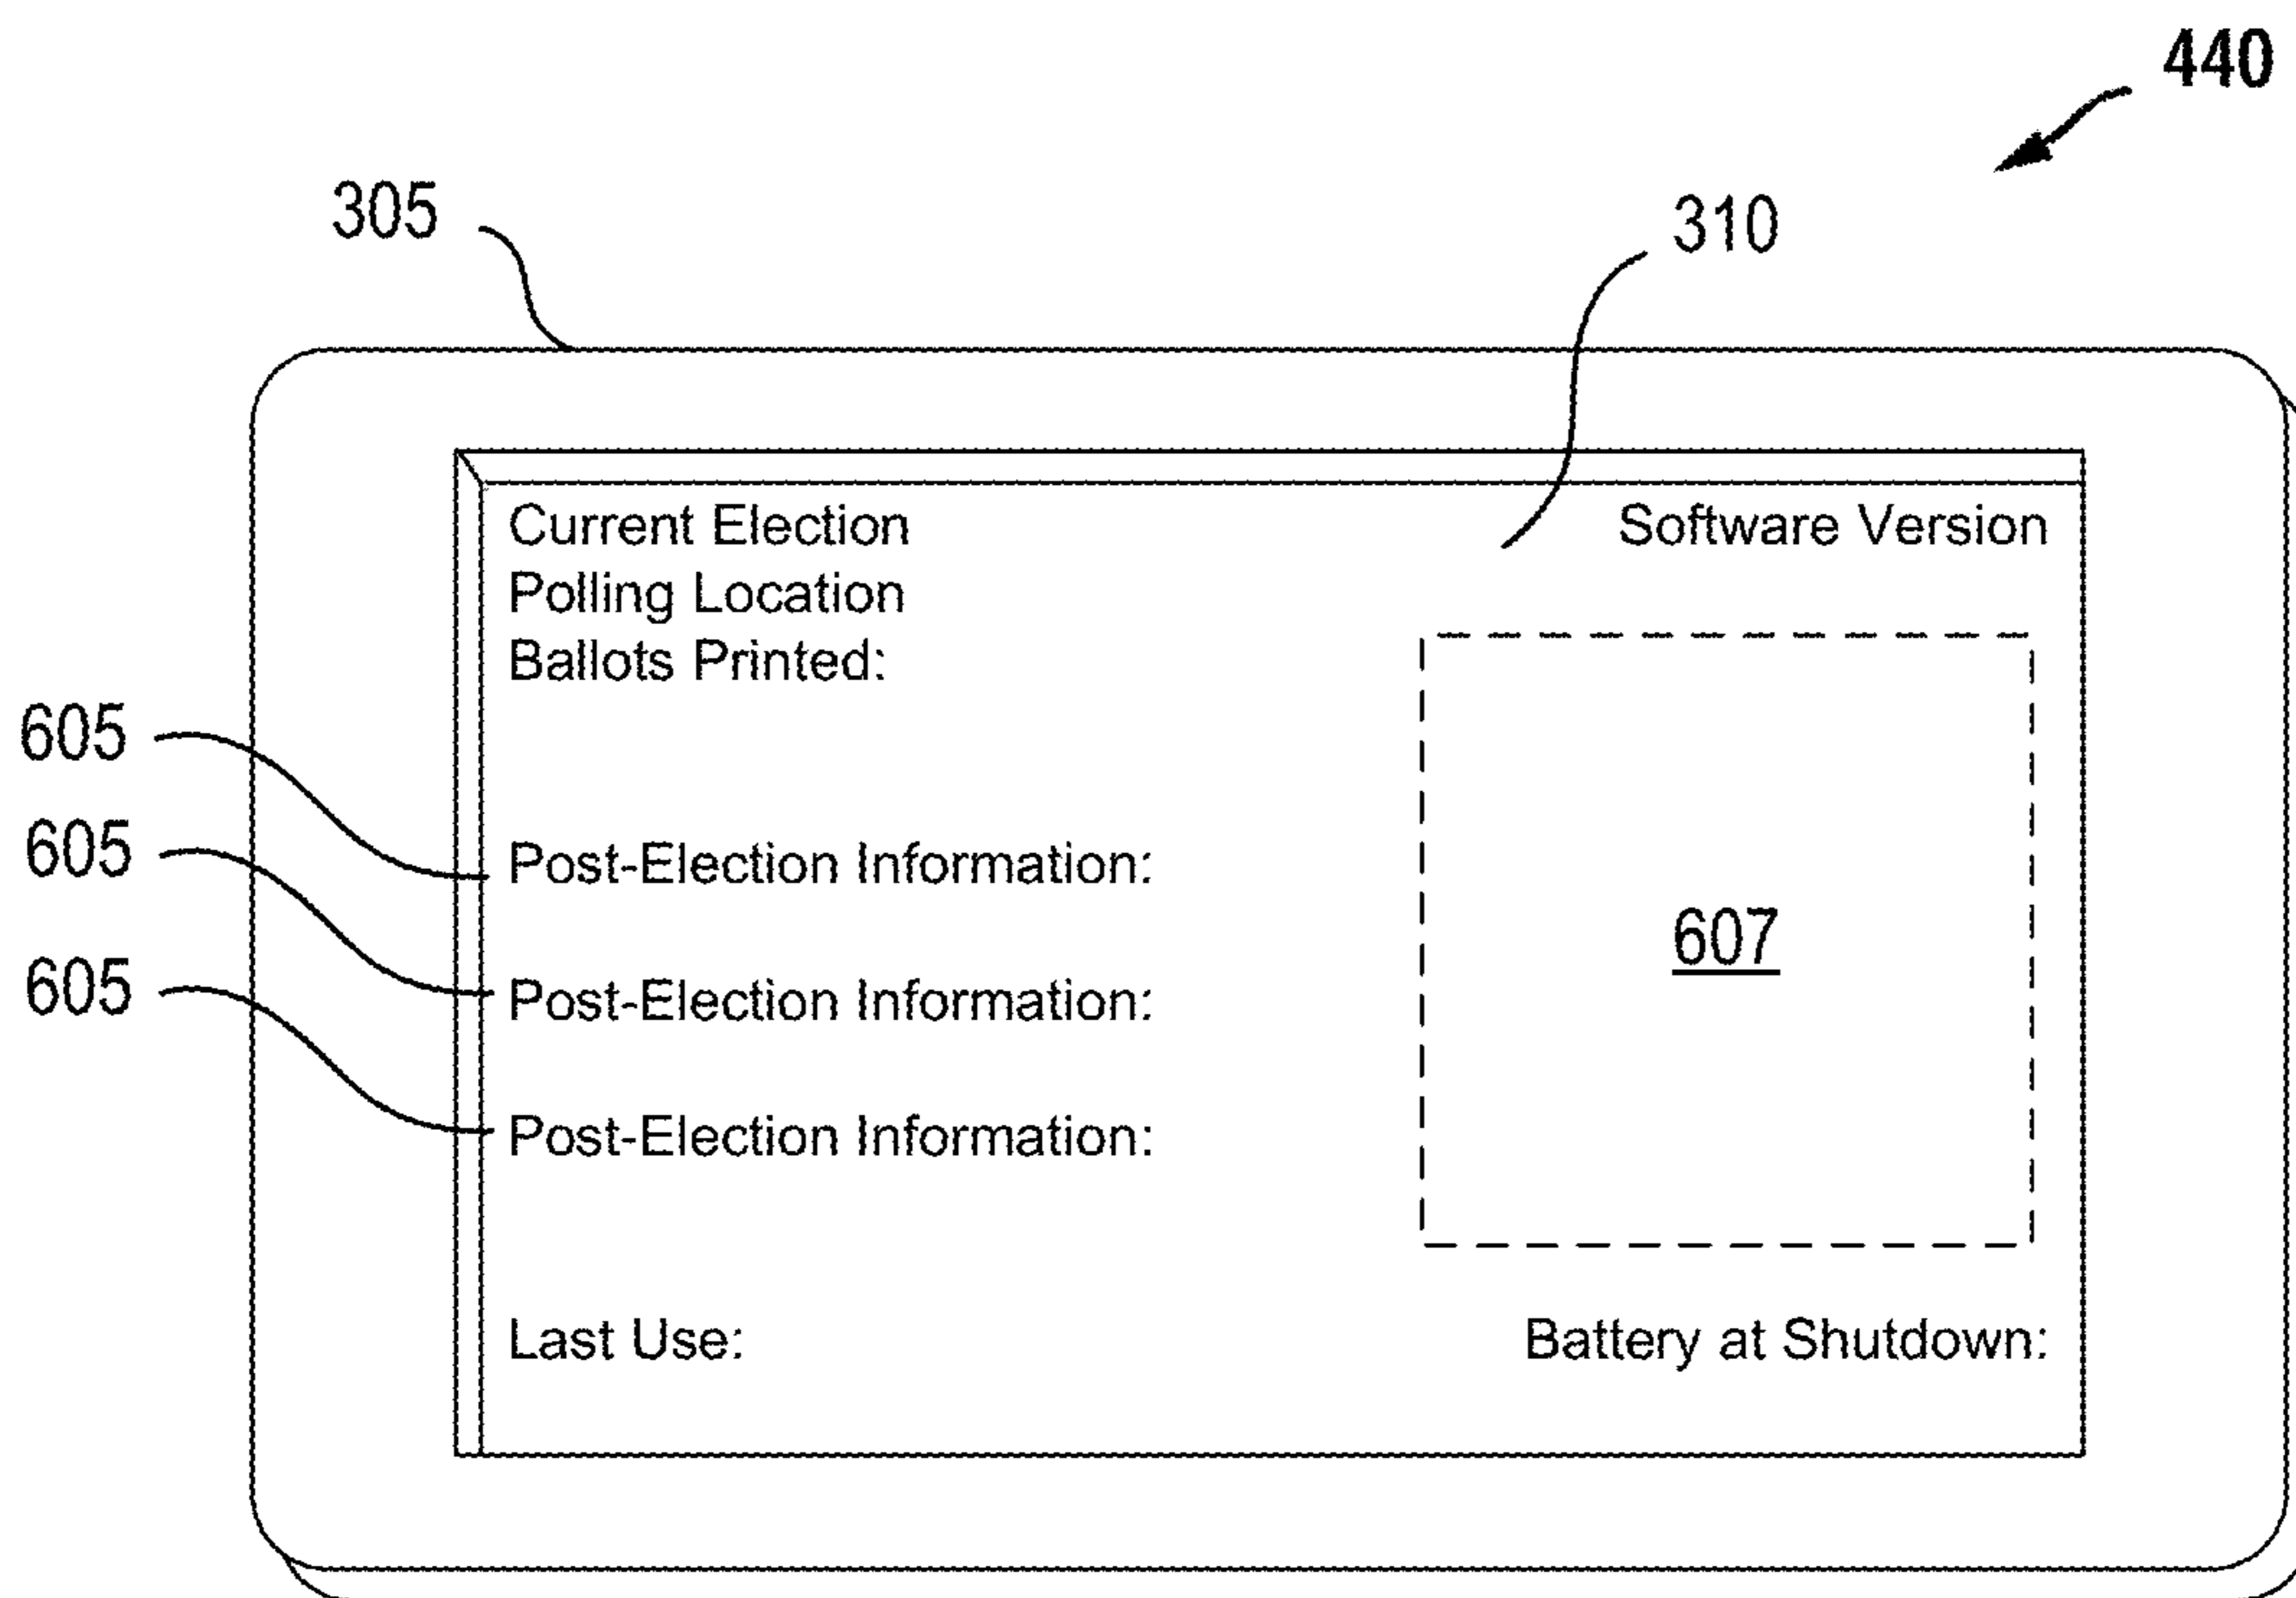 440
305
310
Current Election Software Version
Polling Location
Ballots Printed:
605
605 Post-Election Information:
607
605 Post-Election Information:
Post-Election Information:
Last Use: Battery at Shutdown: